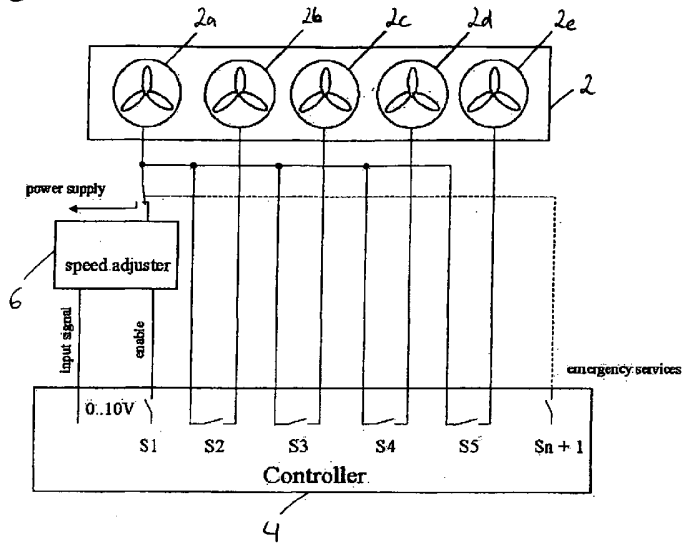 2a 2b 2c 2d 2e
2
power supply
speed adjuster
6
input signal
enable
emergency services
0..10V
S1 S2 S3 S4 S5 Sn + 1
Controller
4